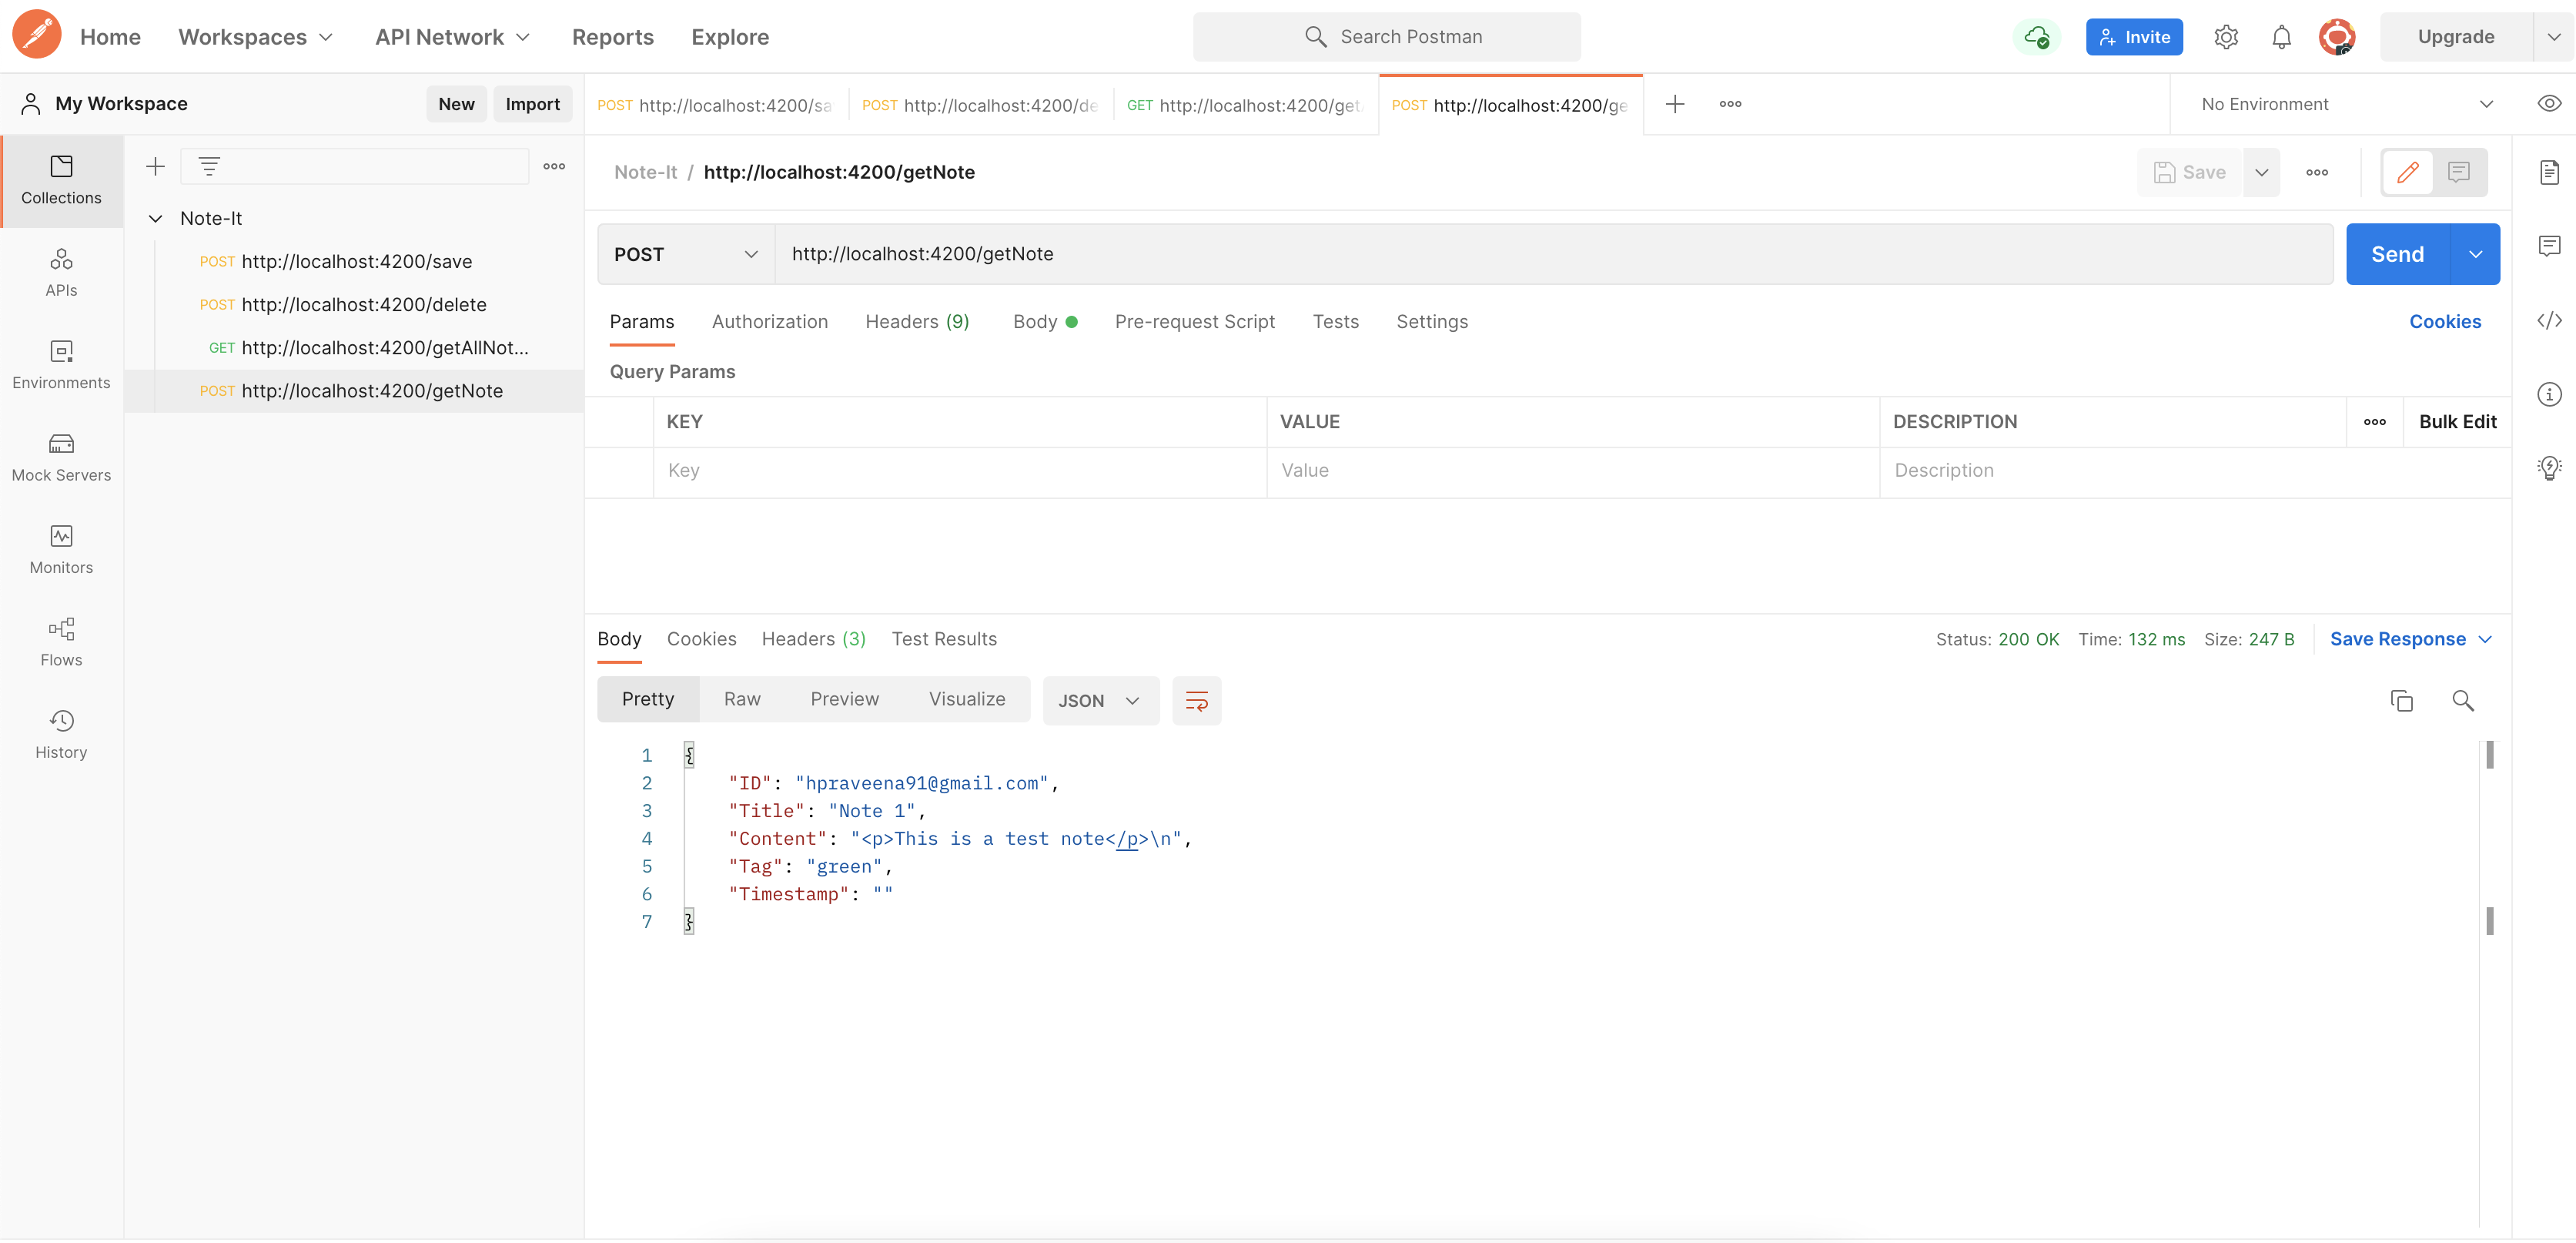 Home Workspaces API Network Reports Explore Search Postman Invite Upgrade
My Workspace New Import
POST http://localhost:4200/sa POST http://localhost:4200/de GET http://localhost:4200/get POST http://localhost:4200/ge No Environment
Collections
APIs
Environments
Mock Servers
Monitors
Flows
History
Note-It
POST http://localhost:4200/save
POST http://localhost:4200/delete
GET http://localhost:4200/getAllNot...
POST http://localhost:4200/getNote
Note-It / http://localhost:4200/getNote Save
POST http://localhost:4200/getNote Send
Params Authorization Headers (9) Body Pre-request Script Tests Settings Cookies
Query Params
KEY VALUE DESCRIPTION Bulk Edit
Key Value Description
Body Cookies Headers (3) Test Results Status: 200 OK Time: 132 ms Size: 247 B Save Response
Pretty Raw Preview Visualize JSON
1 {
2 "ID": "hpraveena91@gmail.com",
3 "Title": "Note 1",
4 "Content": "<p>This is a test note</p>\n",
5 "Tag": "green",
6 "Timestamp": ""
7 }